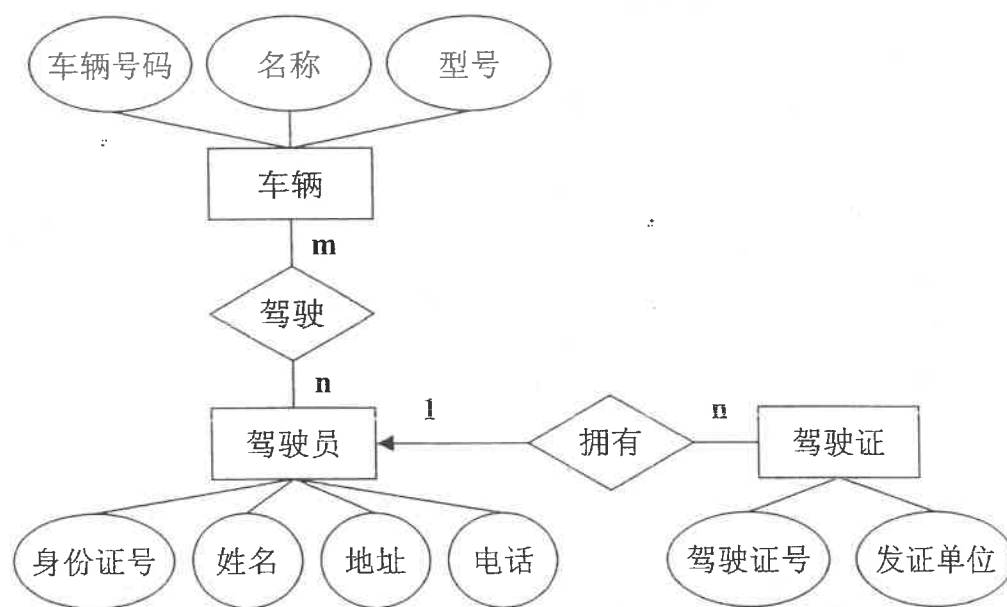 车辆号码 名称 型号
车辆
m
驾驶
n
1 n
驾驶员 拥有 驾驶证
身份证号 姓名 地址 电话 驾驶证号 发证单位